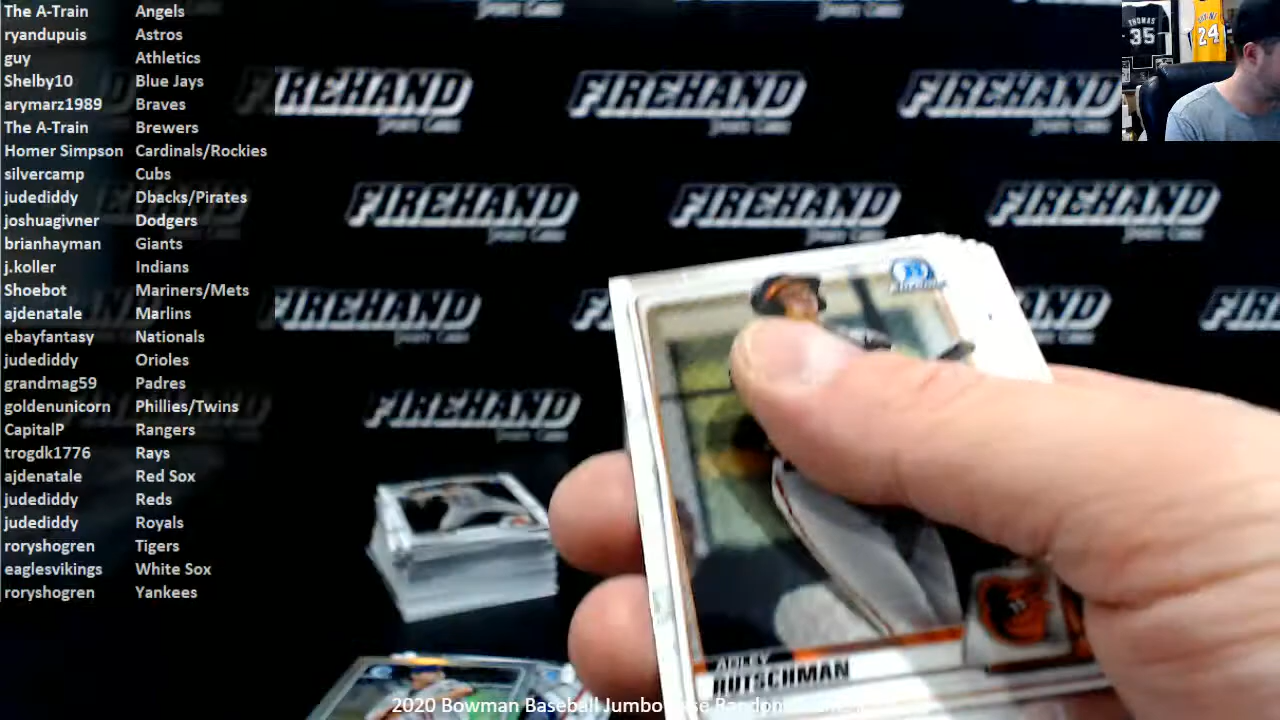 The A-Train Angels
ryandupuis Astros
guy Athletics
Shelby10 Blue Jays
arymarz1989 Braves
The A-Train Brewers
Homer Simpson Cardinals/Rockies
silvercamp Cubs
judediddy Dbacks/Pirates
joshuagivner Dodgers
brianhayman Giants
j.koller Indians
Shoebot Mariners/Mets
ajdenatale Marlins
ebayfantasy Nationals
judediddy Orioles
grandmag59 Padres
goldenunicorn Phillies/Twins
CapitalP Rangers
trogdk1776 Rays
ajdenatale Red Sox
judediddy Reds
judediddy Royals
roryshogren Tigers
eaglesvikings White Sox
roryshogren Yankees
FIREHAND FIREHAND FIREHAND
FIREHAND FIREHAND FIREHAND
FIREHAND
FIREHAND
THOMAS
35
24
ADLEY
RUTSCHMAN
2020 Bowman Baseball Jumbo